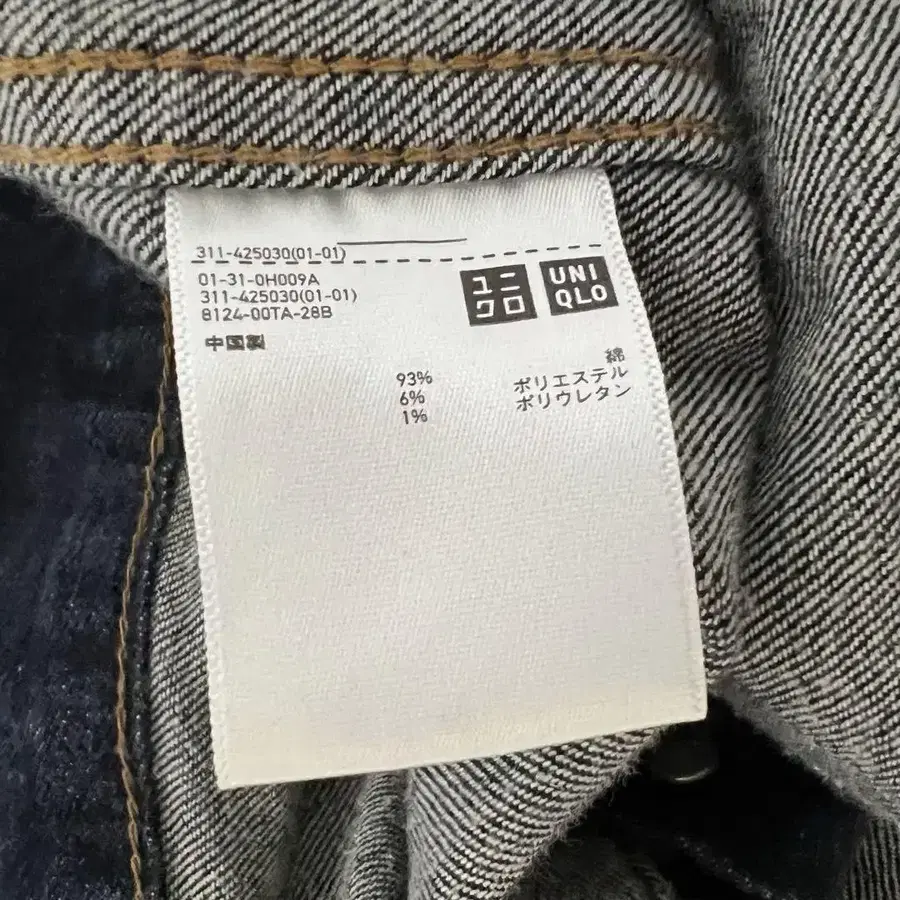 311-425030(01-01)
01-31-0H009A
311-425030(01-01)
8124-00TA-28B
中国製
ユニ
クロ
UNI
QLO
93% 綿
6% ポリエステル
1% ポリウレタン